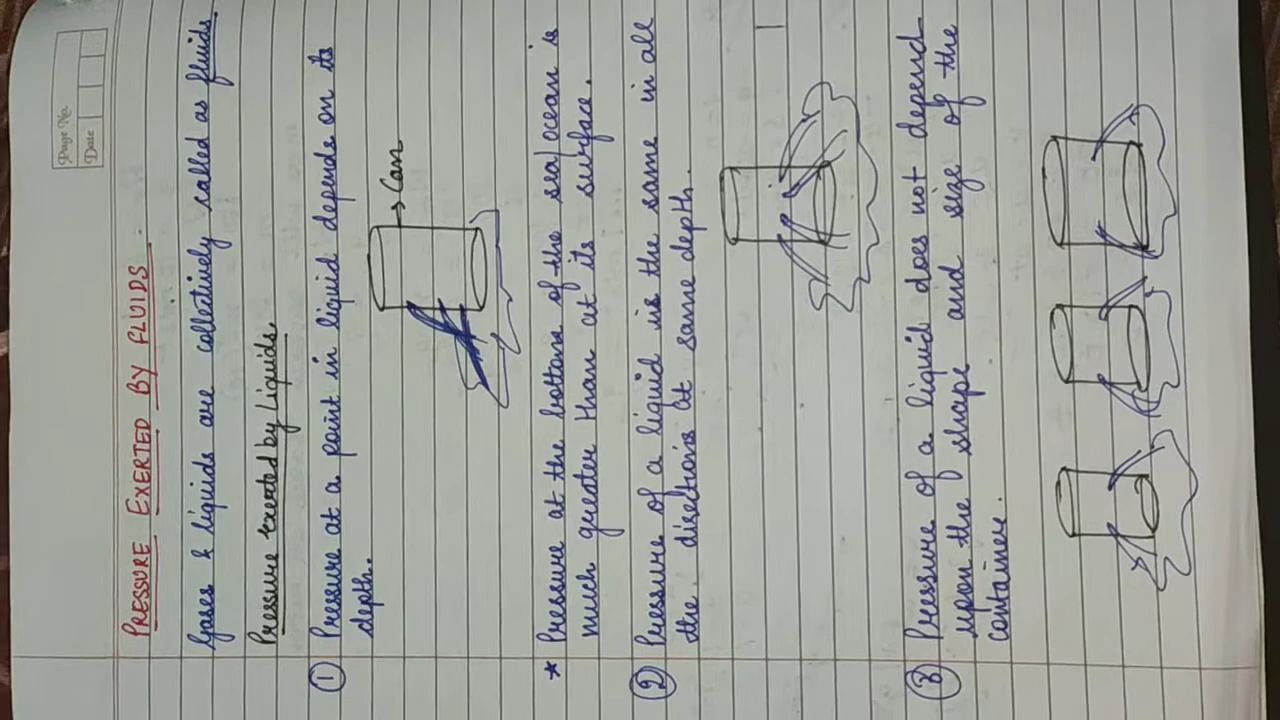 Page No.
Date
PRESSURE EXERTED BY FLUIDS.
Gases & liquids are collectively called as fluids
Pressure exerted by Liquids.
① Pressure at a point in liquid depends on its
depth.
→ Can
* Pressure at the bottom of the sea/ocean is
much greater than at its surface.
② Pressure of a liquid is the same in all
the directions at same depth.
③ Pressure of a liquid does not depend
upon the shape and size of the
container.